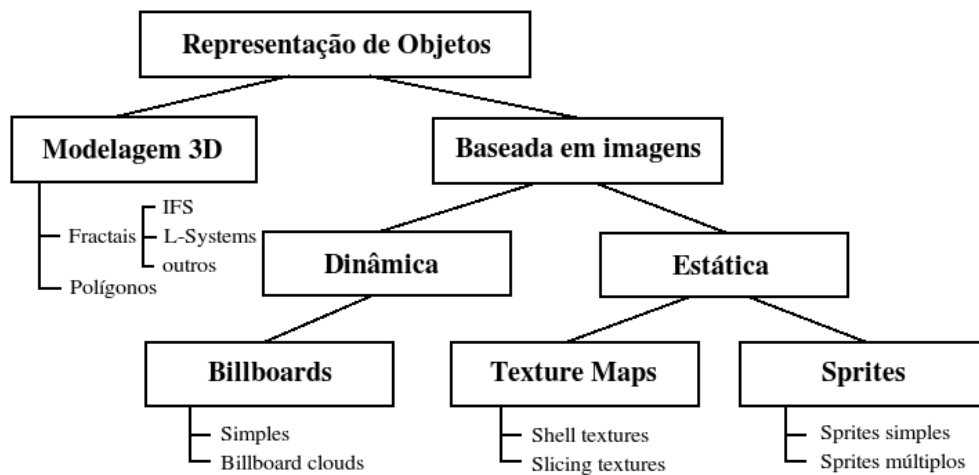 Representação de Objetos
Modelagem 3D
Baseada em imagens
IFS
Fractais
L-Systems
outros
Polígonos
Dinâmica
Estática
Billboards
Texture Maps
Sprites
Simples
Billboard clouds
Shell textures
Slicing textures
Sprites simples
Sprites múltiplos